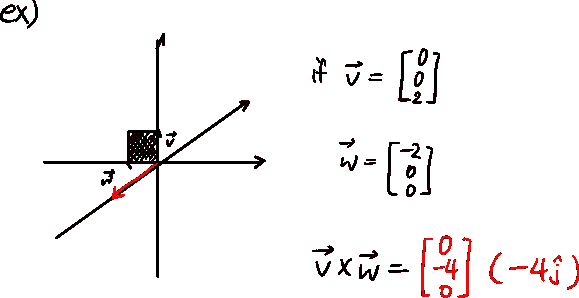 ex)
if v⃗ = [0 0 2]
v⃗
w⃗
w⃗ = [-2 0 0]
v⃗ x w⃗ = [0 -4 0] (-4ĵ)